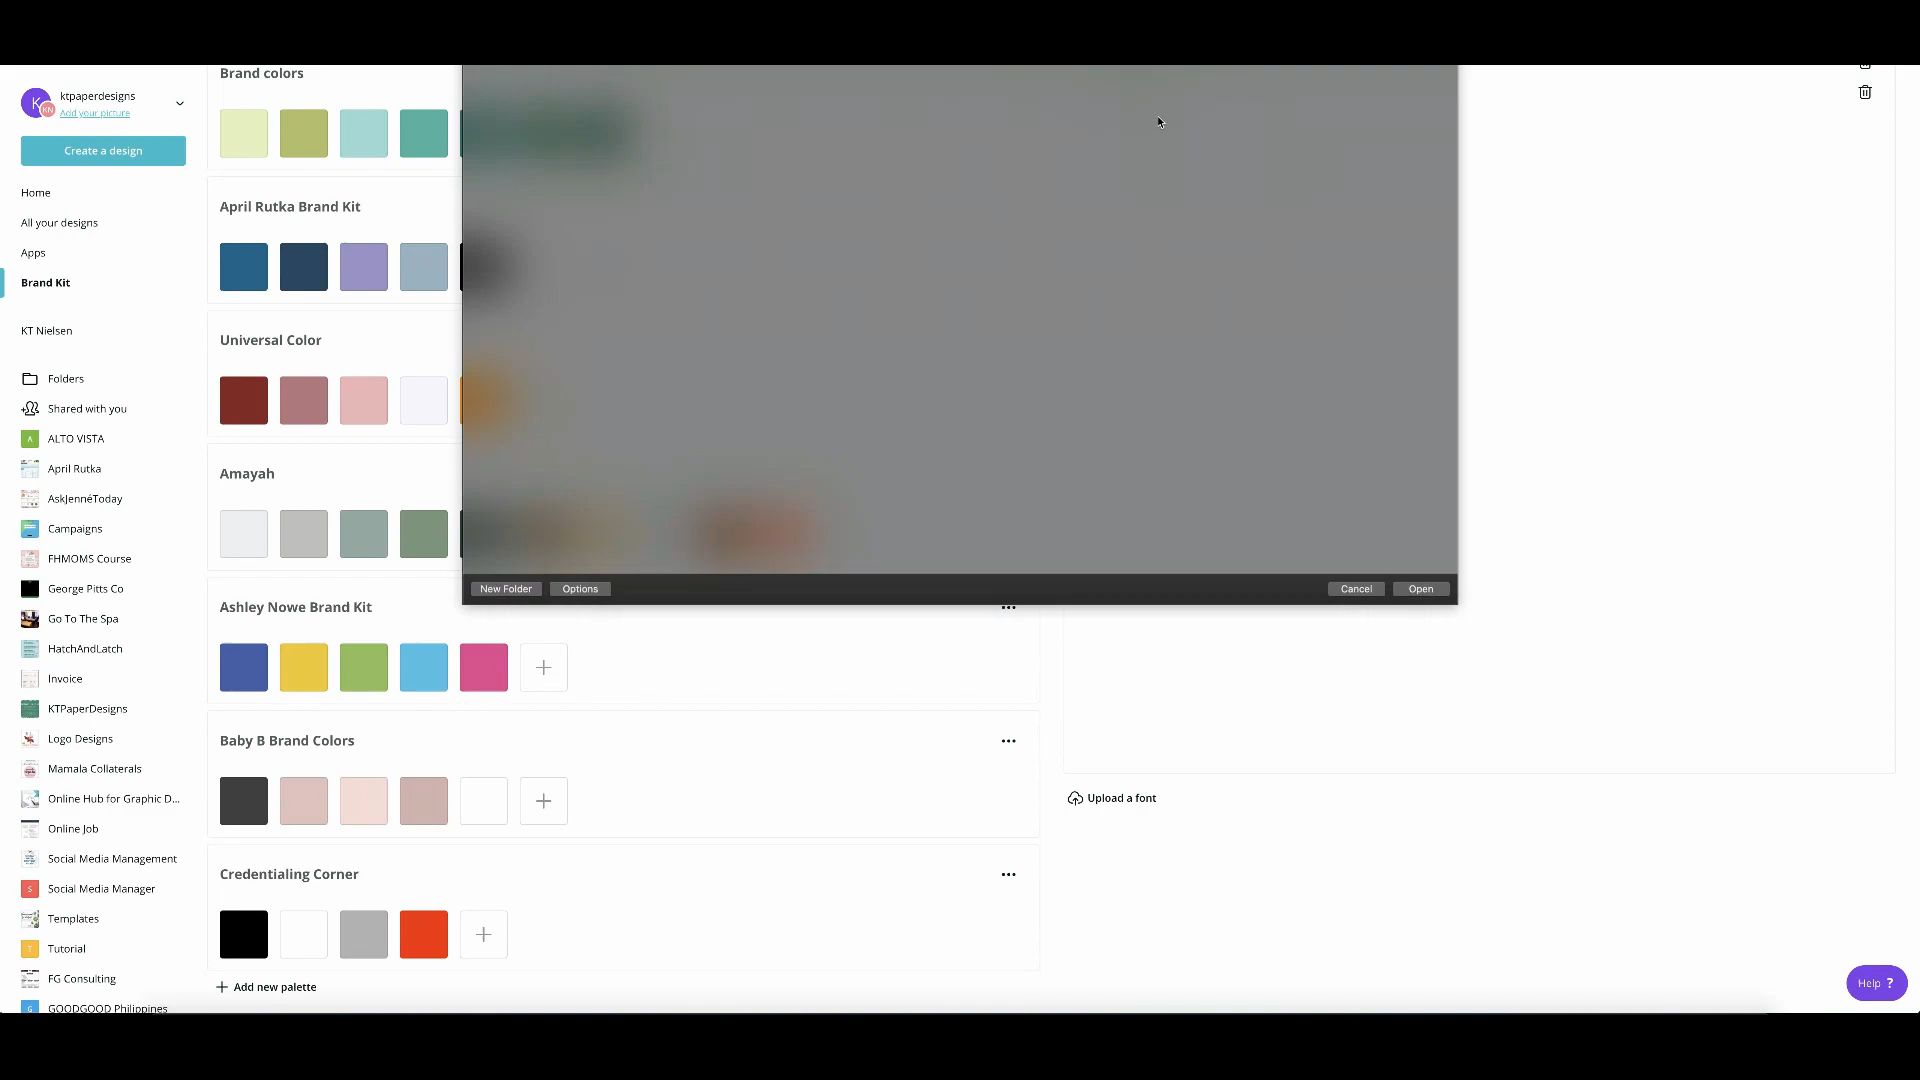 K
KN
ktpaperdesigns
Add your picture
Create a design
Home
All your designs
Apps
Brand Kit
KT Nielsen
Folders
Shared with you
A
ALTO VISTA
April Rutka
AskJennéToday
Campaigns
FHMOMS Course
George Pitts Co
Go To The Spa
HatchAndLatch
Invoice
KTPaperDesigns
Logo Designs
Mamala Collaterals
Online Hub for Graphic D...
Online Job
Social Media Management
S
Social Media Manager
Templates
T
Tutorial
FG Consulting
GOODGOOD Philippines
Brand colors
April Rutka Brand Kit
Universal Color
Amayah
Ashley Nowe Brand Kit
Baby B Brand Colors
Credentialing Corner
Add new palette
New Folder
Options
Cancel
Open
Upload a font
Help ?